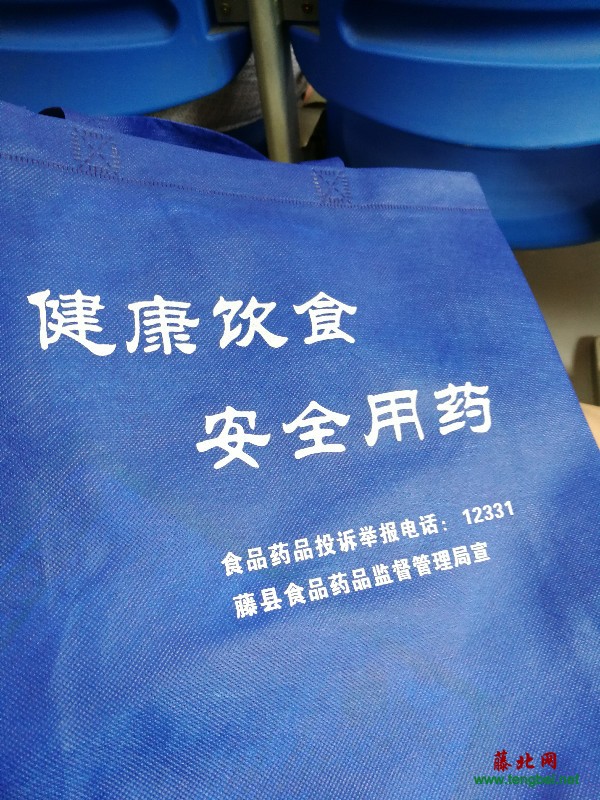 健康饮食
安全用药
食品药品投诉举报电话：12331
藤县食品药品监督管理局宣
藤北网
www.tengbei.net